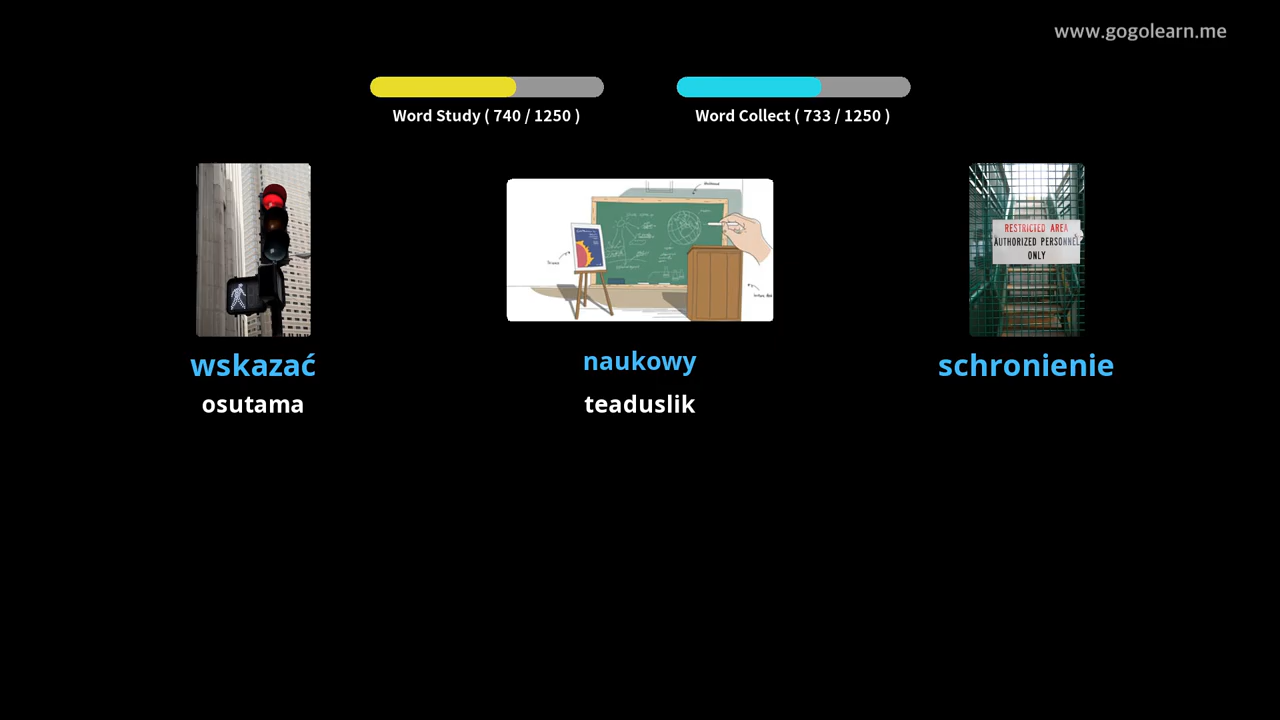 www.gogolearn.me
Word Study ( 740 / 1250 )
Word Collect ( 733 / 1250 )
RESTRICTED AREA
AUTHORIZED PERSONNEL
ONLY
wskazać
naukowy
schronienie
osutama
teaduslik